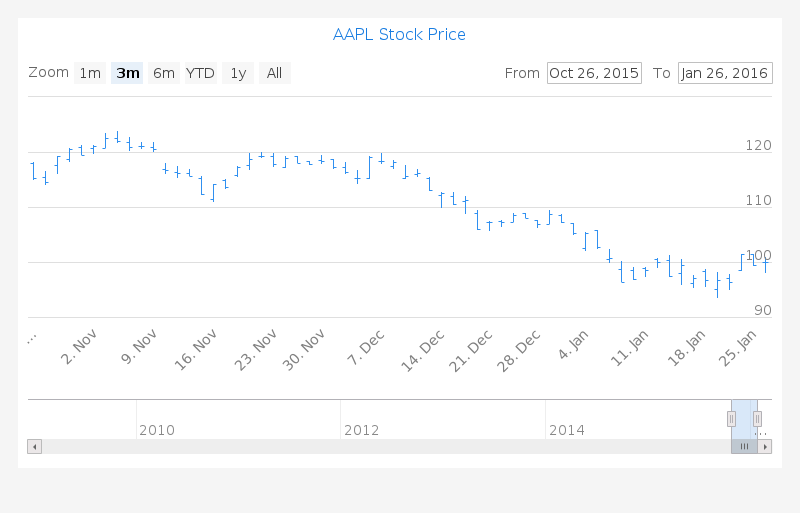 AAPL Stock Price
Zoom 1m 3m 6m YTD 1y All From Oct 26, 2015 To Jan 26, 2016
120
110
100
90
... 2. Nov 9. Nov 16. Nov 23. Nov 30. Nov 7. Dec 14. Dec 21. Dec 28. Dec 4. Jan 11. Jan 18. Jan 25. Jan
2010 2012 2014 ...